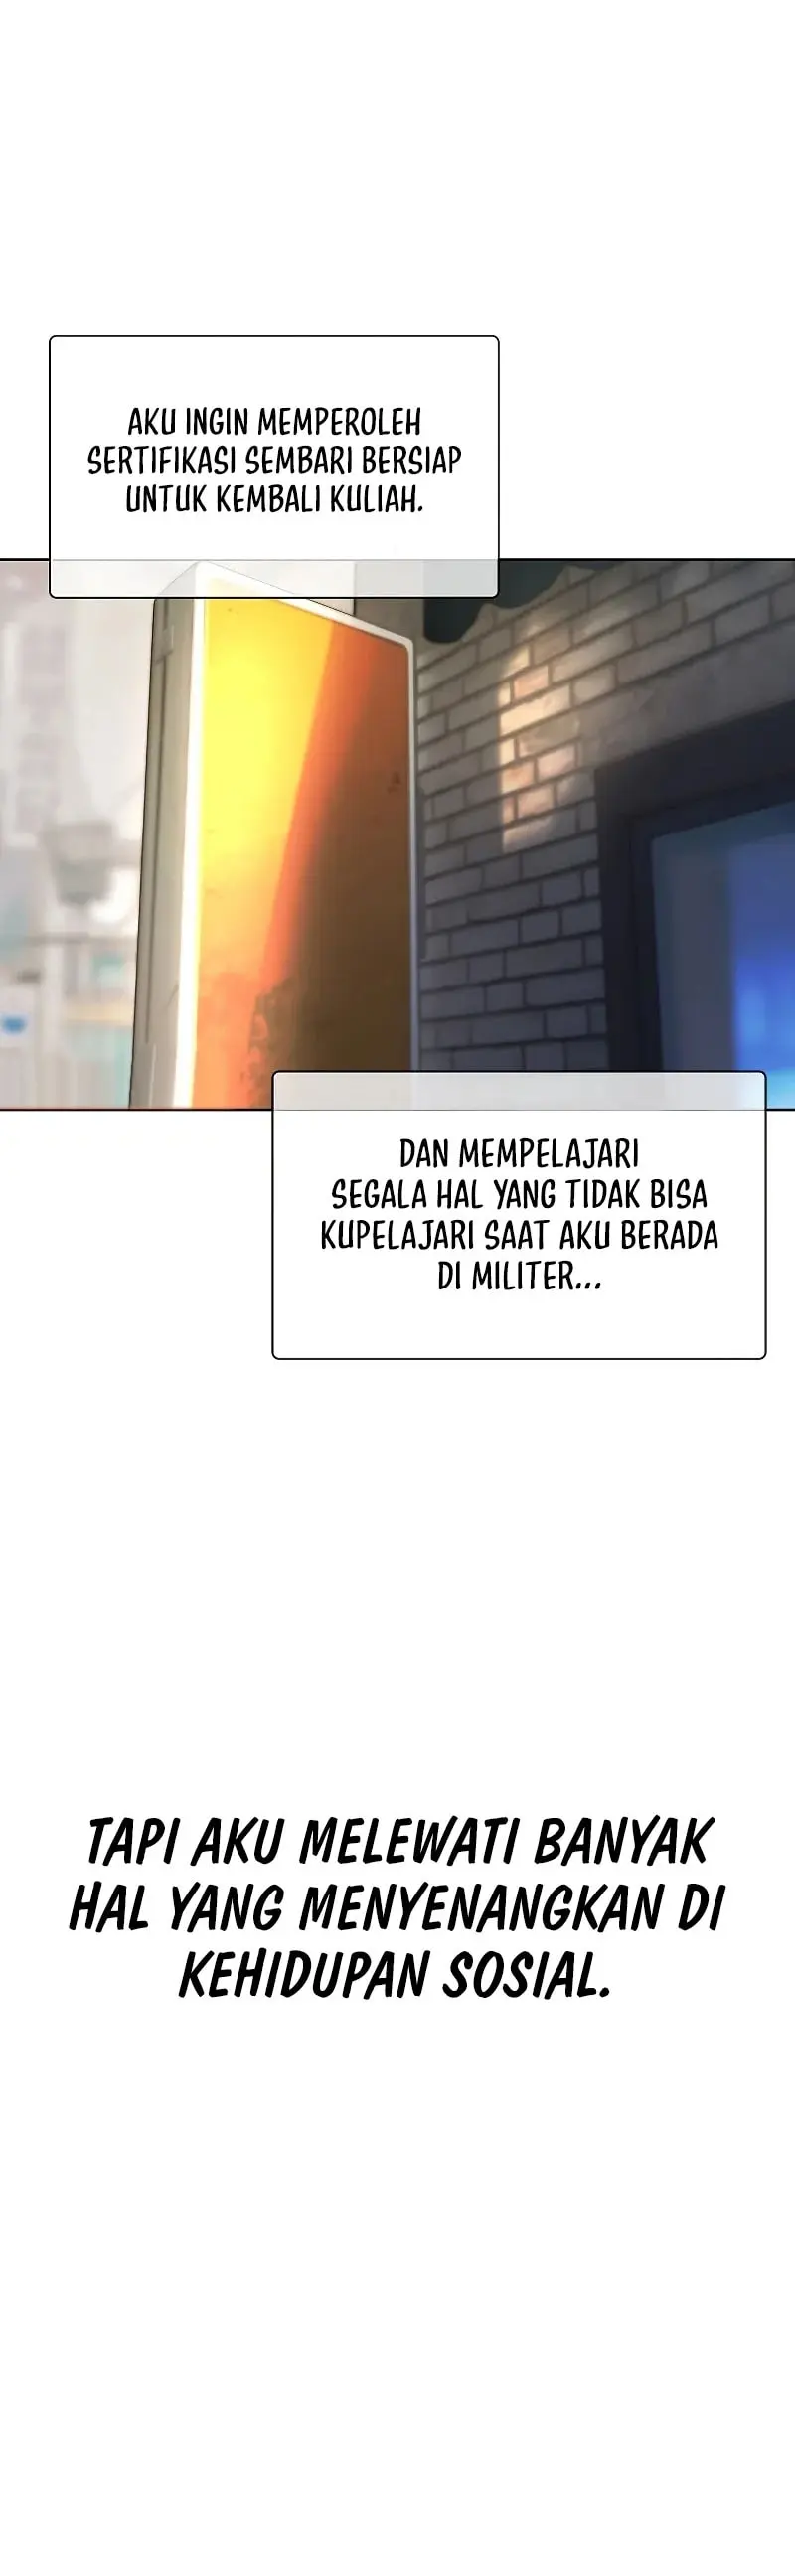 AKU INGIN MEMPEROLEH
SERTIFIKASI SEMBARI BERSIAP
UNTUK KEMBALI KULIAH.
DAN MEMPELAJARI
SEGALA HAL YANG TIDAK BISA
KUPELAJARI SAAT AKU BERADA
DI MILITER...
TAPI AKU MELEWATI BANYAK
HAL YANG MENYENANGKAN DI
KEHIDUPAN SOSIAL.